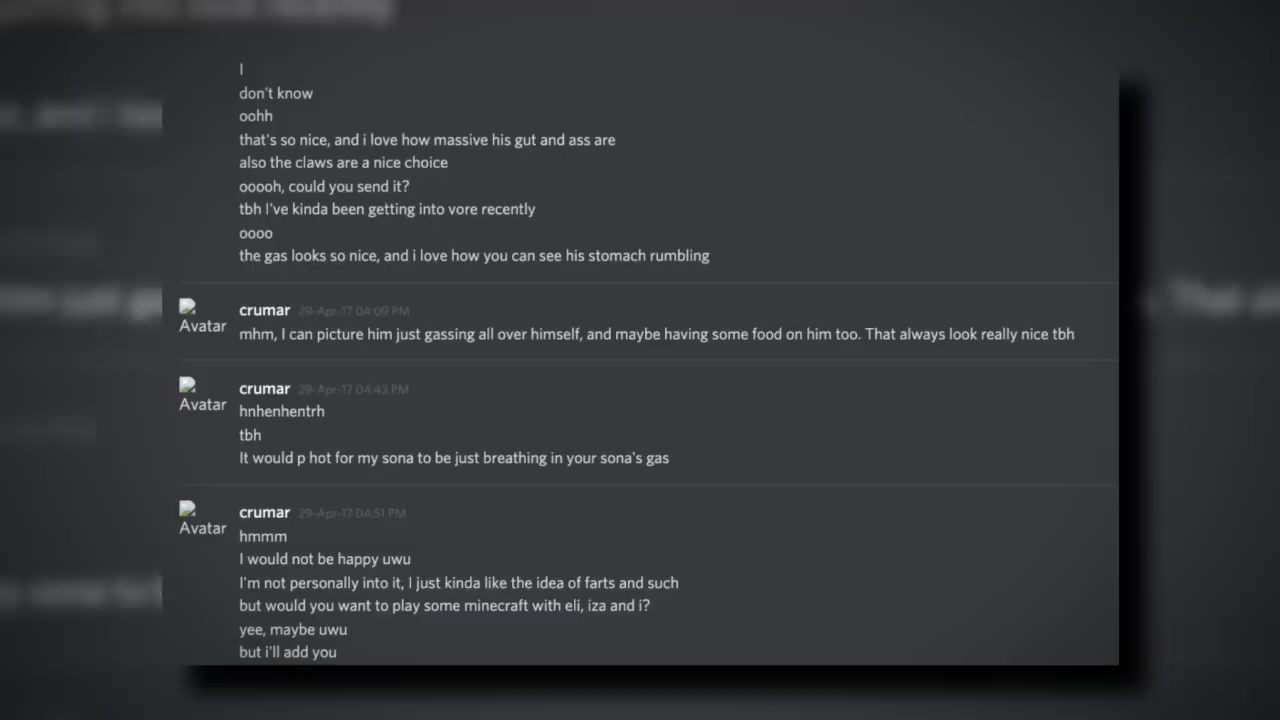 I
don't know
oohh
that's so nice, and i love how massive his gut and ass are
also the claws are a nice choice
ooooh, could you send it?
tbh I've kinda been getting into vore recently
oooo
the gas looks so nice, and i love how you can see his stomach rumbling
Avatar
crumar 29-Apr-17 04:09 PM
mhm, I can picture him just gassing all over himself, and maybe having some food on him too. That always look really nice tbh
Avatar
crumar 29-Apr-17 04:43 PM
hnhenhentrh
tbh
It would p hot for my sona to be just breathing in your sona's gas
Avatar
crumar 29-Apr-17 04:51 PM
hmmm
I would not be happy uwu
I'm not personally into it, I just kinda like the idea of farts and such
but would you want to play some minecraft with eli, iza and i?
yee, maybe uwu
but i'll add you